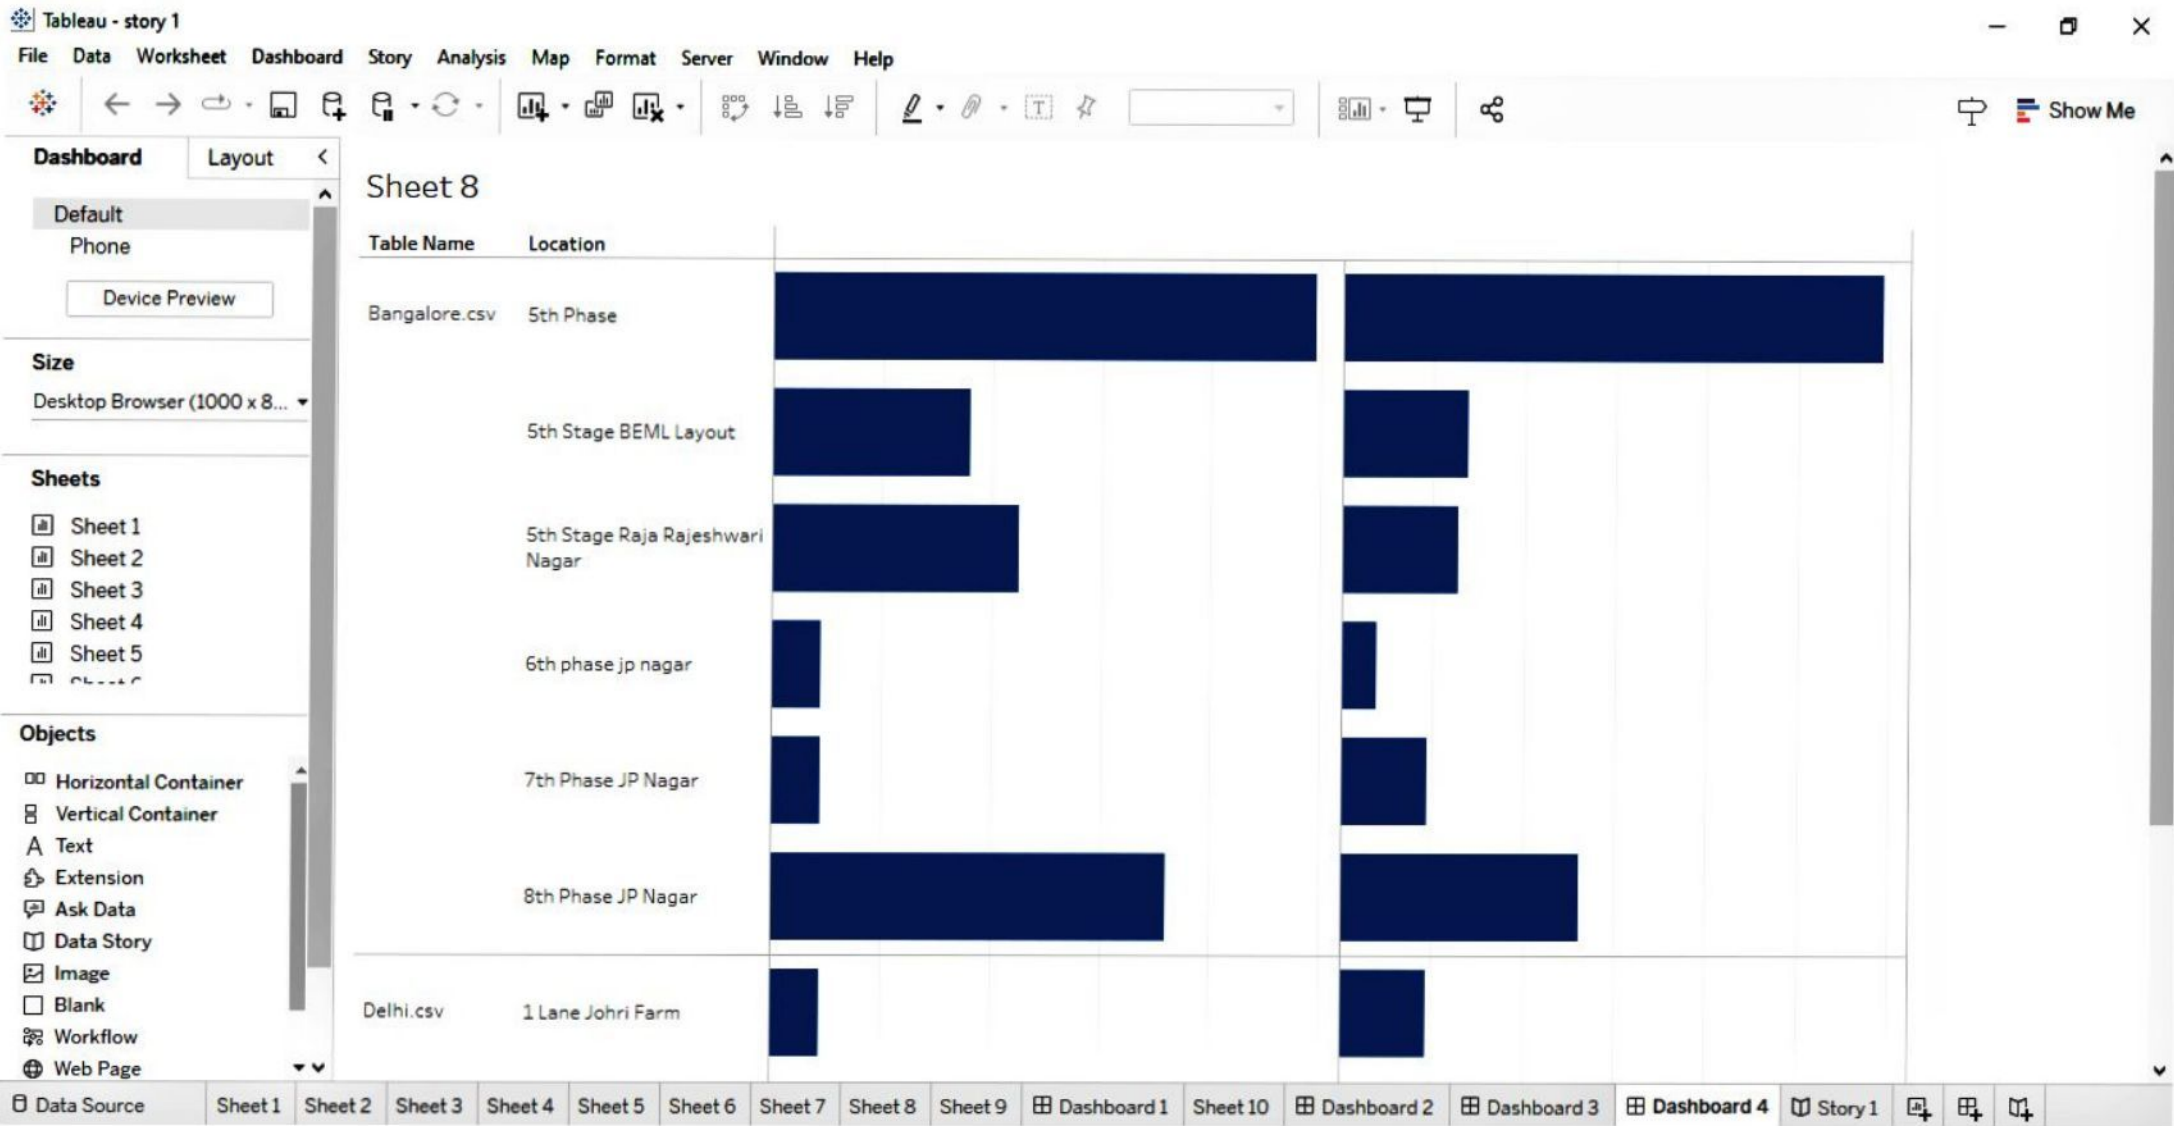 Tableau - story 1
File Data Worksheet Dashboard Story Analysis Map Format Server Window Help
Show Me
Dashboard Layout
Default
Phone
Device Preview
Size
Desktop Browser (1000 x 8...
Sheets
Sheet 1
Sheet 2
Sheet 3
Sheet 4
Sheet 5
Objects
Horizontal Container
Vertical Container
Text
Extension
Ask Data
Data Story
Image
Blank
Workflow
Web Page
Sheet 8
Table Name Location
Bangalore.csv 5th Phase
5th Stage BEML Layout
5th Stage Raja Rajeshwari
Nagar
6th phase jp nagar
7th Phase JP Nagar
8th Phase JP Nagar
Delhi.csv 1 Lane Johri Farm
Data Source Sheet 1 Sheet 2 Sheet 3 Sheet 4 Sheet 5 Sheet 6 Sheet 7 Sheet 8 Sheet 9 Dashboard 1 Sheet 10 Dashboard 2 Dashboard 3 Dashboard 4 Story 1